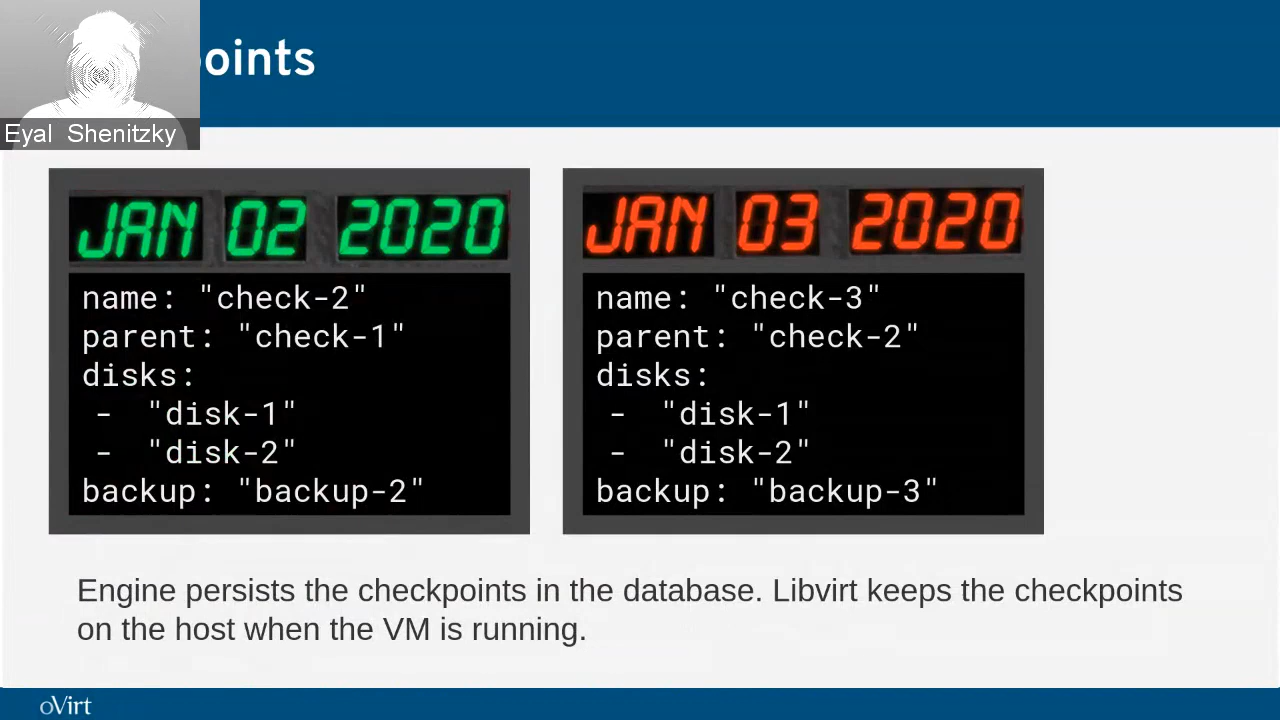 points
Eyal Shenitzky
JAN 02 2020
name: "check-2"
parent: "check-1"
disks:
- "disk-1"
- "disk-2"
backup: "backup-2"
JAN 03 2020
name: "check-3"
parent: "check-2"
disks:
- "disk-1"
- "disk-2"
backup: "backup-3"
Engine persists the checkpoints in the database. Libvirt keeps the checkpoints
on the host when the VM is running.
oVirt